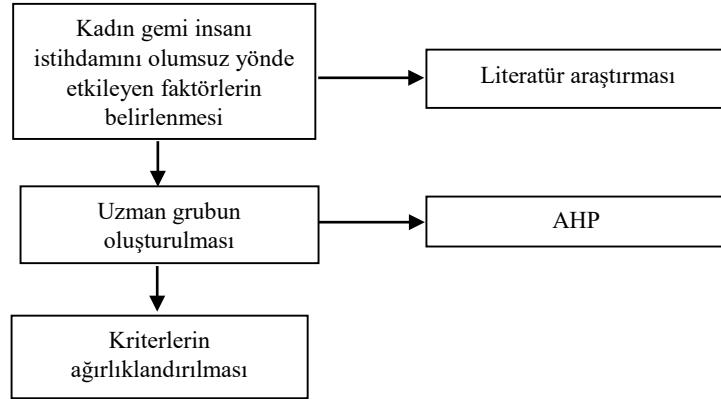 Kadın gemi insanı
istihdamını olumsuz yönde
etkileyen faktörlerin
belirlenmesi
Literatür araştırması
Uzman grubun
oluşturulması
AHP
Kriterlerin
ağırlıklandırılması